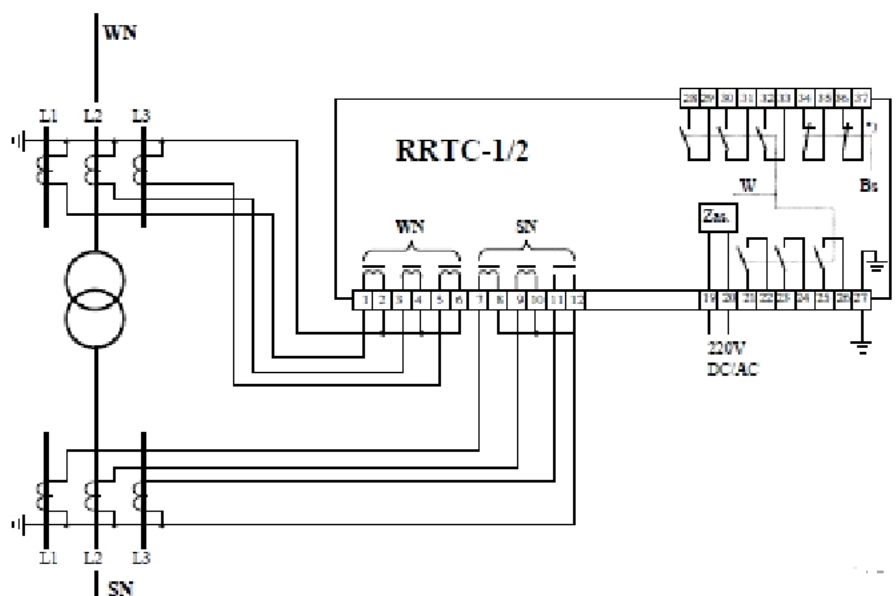 WN
L1 L2 L3
28 29 30 31 32 33 34 35 36 37
RRTC-1/2
W
Bs
Zas.
WN
SN
1 2 3 4 5 6 7 8 9 10 11 12
19 20 21 22 23 24 25 26 27
220V
DC/AC
L1 L2 L3
SN